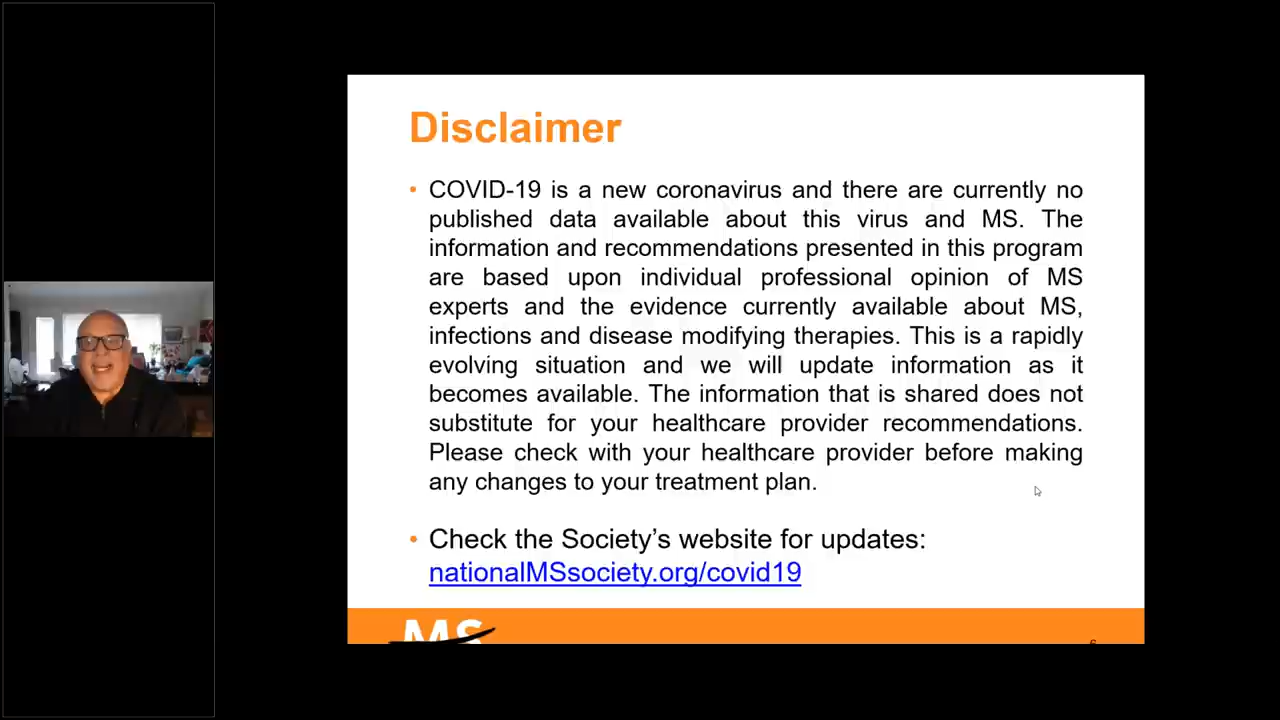 Disclaimer
• COVID-19 is a new coronavirus and there are currently no
published data available about this virus and MS. The
information and recommendations presented in this program
are based upon individual professional opinion of MS
experts and the evidence currently available about MS,
infections and disease modifying therapies. This is a rapidly
evolving situation and we will update information as it
becomes available. The information that is shared does not
substitute for your healthcare provider recommendations.
Please check with your healthcare provider before making
any changes to your treatment plan.
• Check the Society's website for updates:
nationalMSsociety.org/covid19
MS